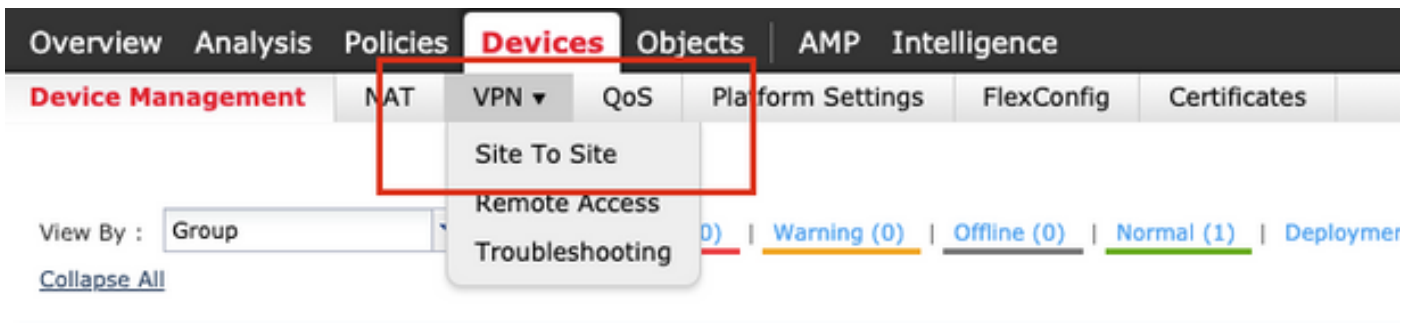 Overview Analysis Policies Devices Objects AMP Intelligence
Device Management NAT VPN ▾ QoS Platform Settings FlexConfig Certificates
Site To Site
Remote Access
Troubleshooting
View By : Group 0) | Warning (0) | Offline (0) | Normal (1) | Deploymen
Collapse All